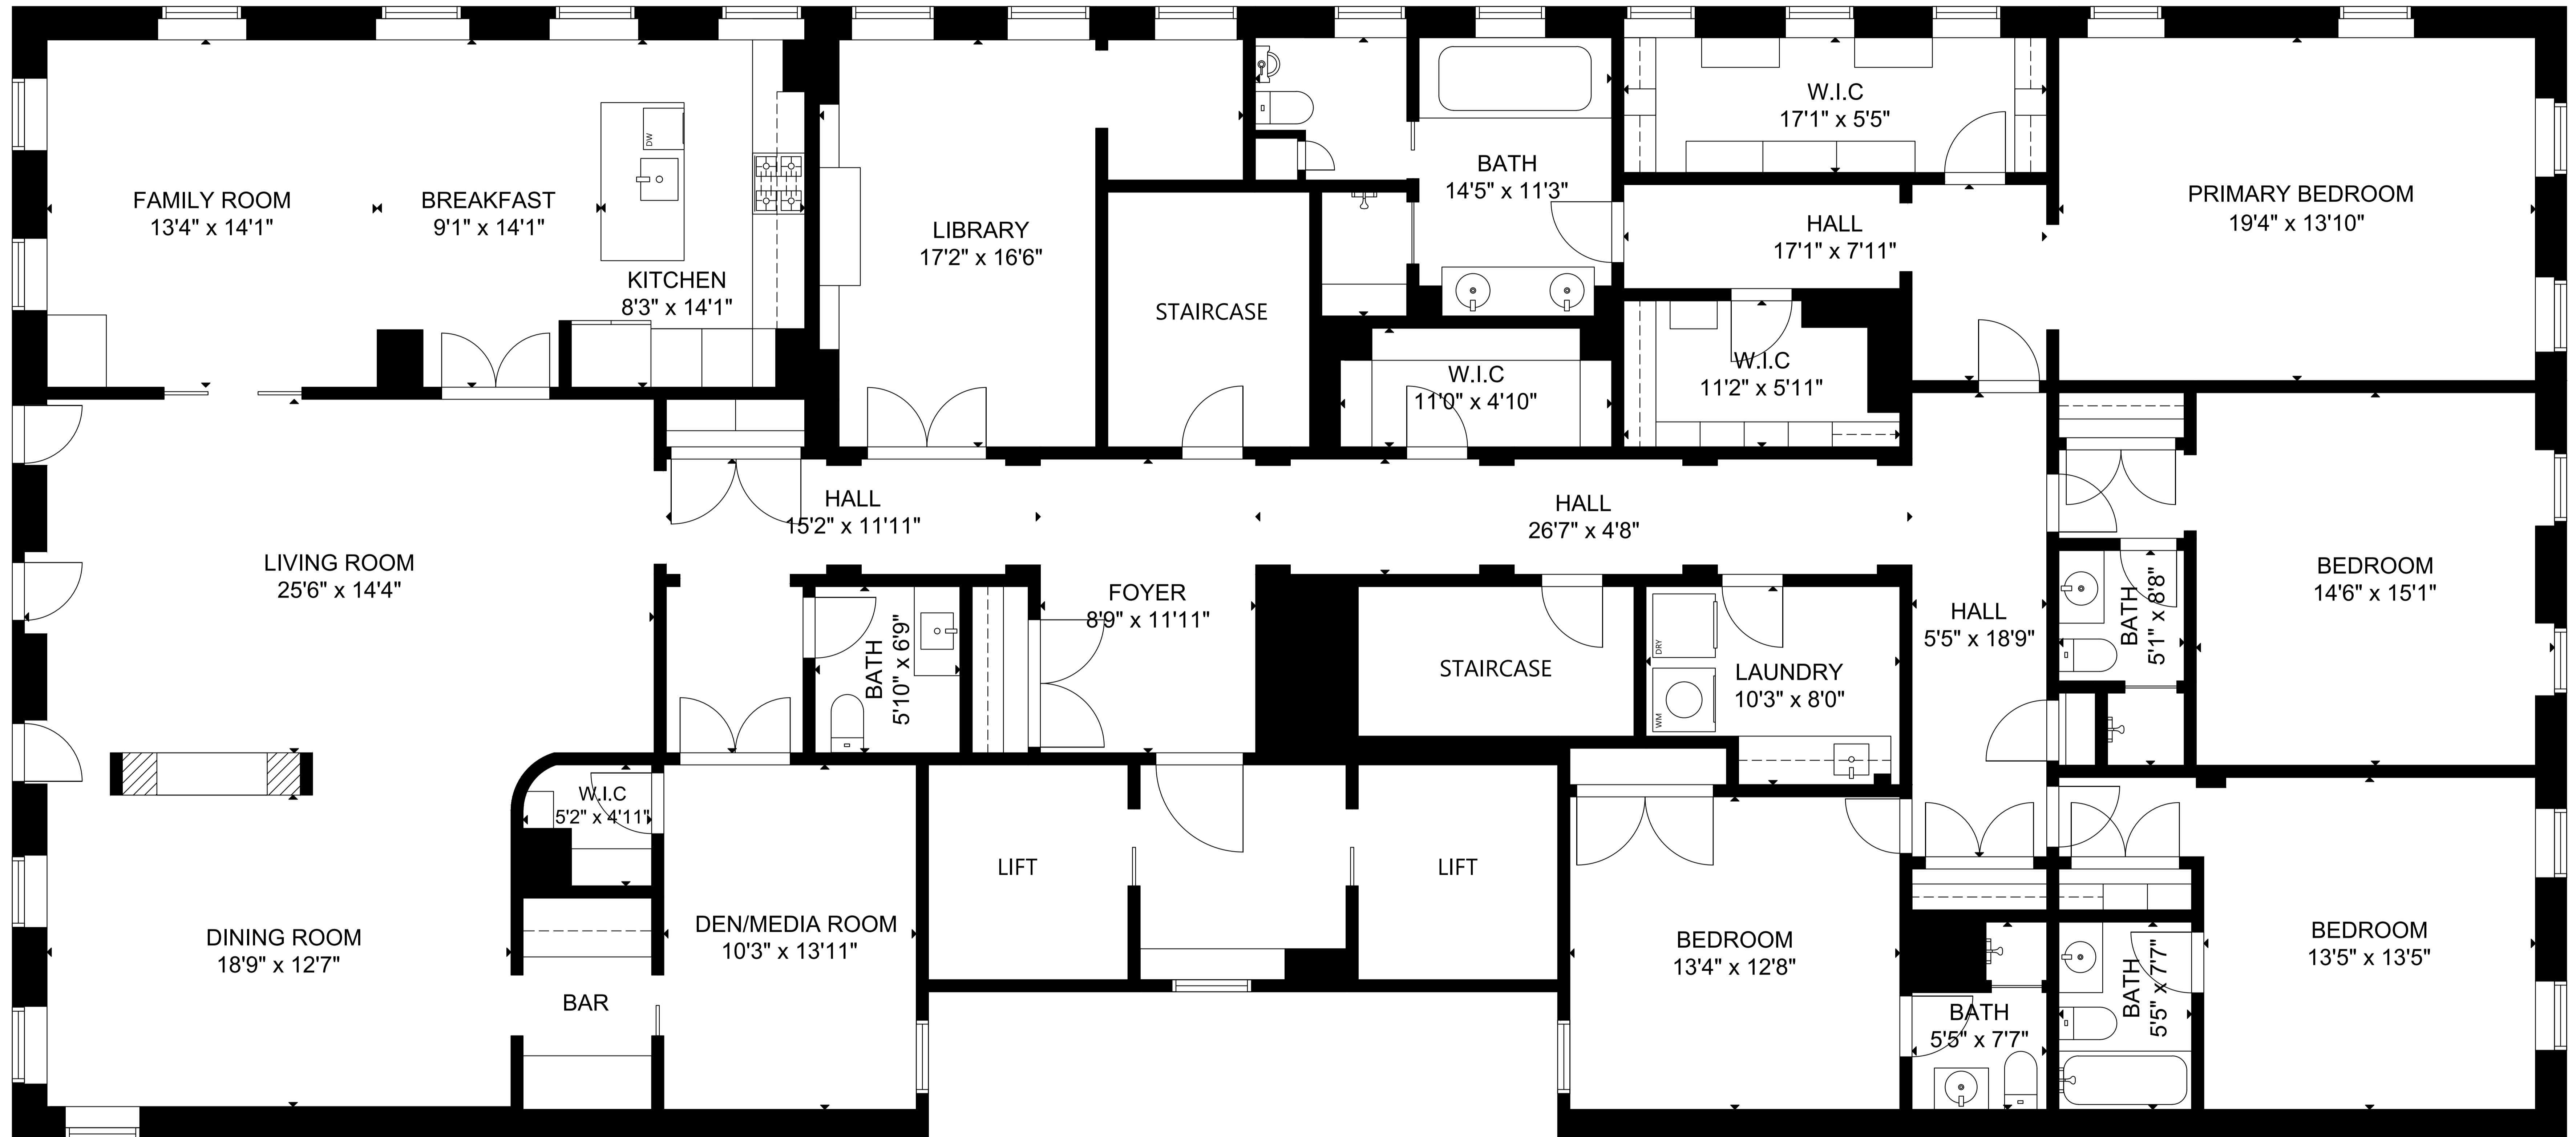 FAMILY ROOM
13'4" x 14'1"
BREAKFAST
9'1" x 14'1"
DW
KITCHEN
8'3" x 14'1"
LIBRARY
17'2" x 16'6"
STAIRCASE
BATH
14'5" x 11'3"
W.I.C
17'1" x 5'5"
HALL
17'1" x 7'11"
PRIMARY BEDROOM
19'4" x 13'10"
W.I.C
11'0" x 4'10"
W.I.C
11'2" x 5'11"
LIVING ROOM
25'6" x 14'4"
HALL
15'2" x 11'11"
FOYER
8'9" x 11'11"
HALL
26'7" x 4'8"
BATH
5'10" x 6'9"
STAIRCASE
DRY
WM
LAUNDRY
10'3" x 8'0"
HALL
5'5" x 18'9"
BATH
5'1" x 8'8"
BEDROOM
14'6" x 15'1"
W.I.C
5'2" x 4'11"
DINING ROOM
18'9" x 12'7"
BAR
DEN/MEDIA ROOM
10'3" x 13'11"
LIFT
LIFT
BEDROOM
13'4" x 12'8"
BATH
5'5" x 7'7"
BATH
5'5" x 7'7"
BEDROOM
13'5" x 13'5"